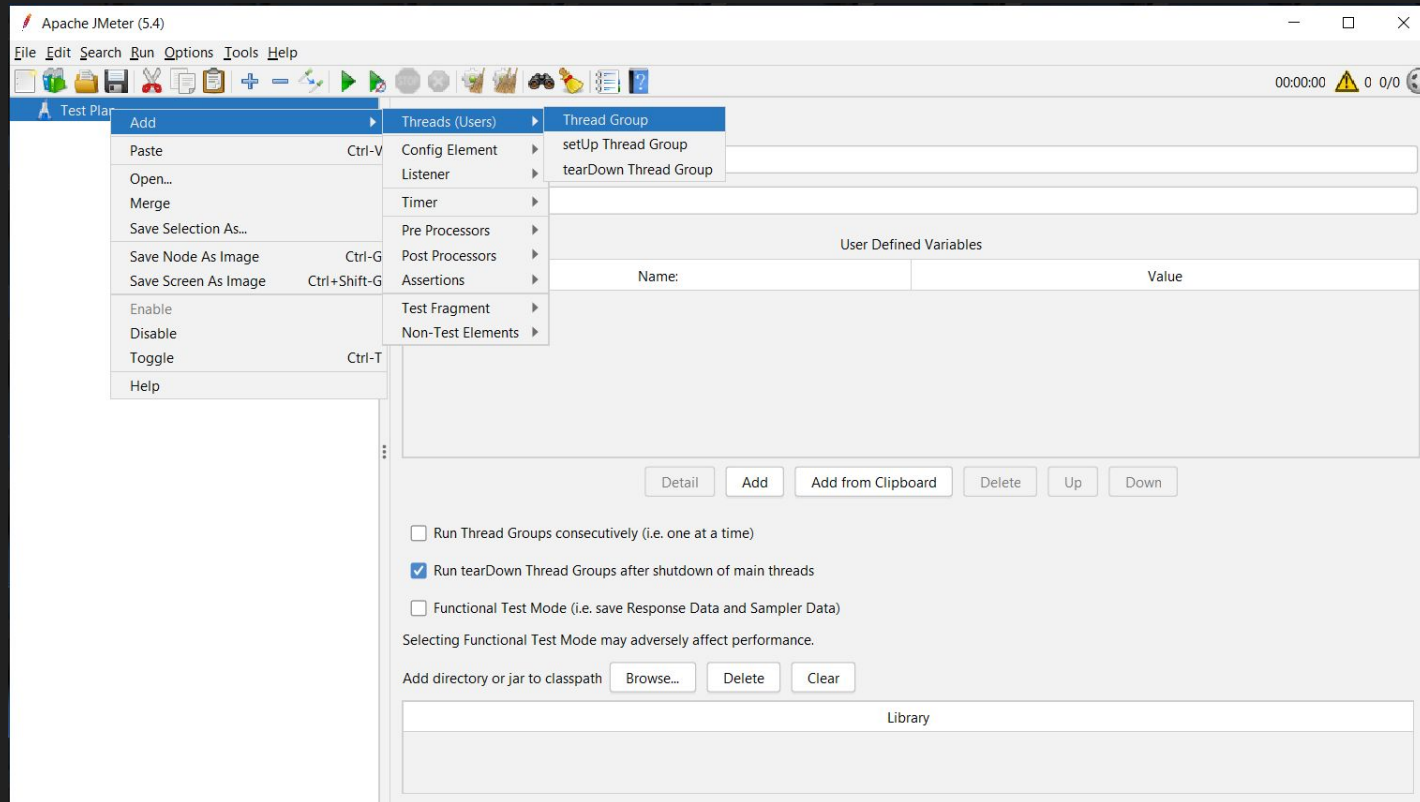 Apache JMeter (5.4)
File Edit Search Run Options Tools Help
00:00:00 0 0/0
Test Plan
Add
Paste Ctrl-V
Open...
Merge
Save Selection As...
Save Node As Image Ctrl-G
Save Screen As Image Ctrl+Shift-G
Enable
Disable
Toggle Ctrl-T
Help
Threads (Users)
Config Element
Listener
Timer
Pre Processors
Post Processors
Assertions
Test Fragment
Non-Test Elements
Thread Group
setUp Thread Group
tearDown Thread Group
User Defined Variables
Name: Value
Detail Add Add from Clipboard Delete Up Down
Run Thread Groups consecutively (i.e. one at a time)
Run tearDown Thread Groups after shutdown of main threads
Functional Test Mode (i.e. save Response Data and Sampler Data)
Selecting Functional Test Mode may adversely affect performance.
Add directory or jar to classpath Browse... Delete Clear
Library